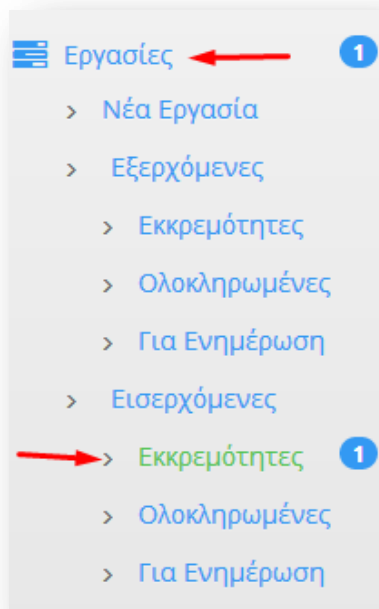 Εργασίες 1
Νέα Εργασία
Εξερχόμενες
Εκκρεμότητες
Ολοκληρωμένες
Για Ενημέρωση
Εισερχόμενες
Εκκρεμότητες 1
Ολοκληρωμένες
Για Ενημέρωση